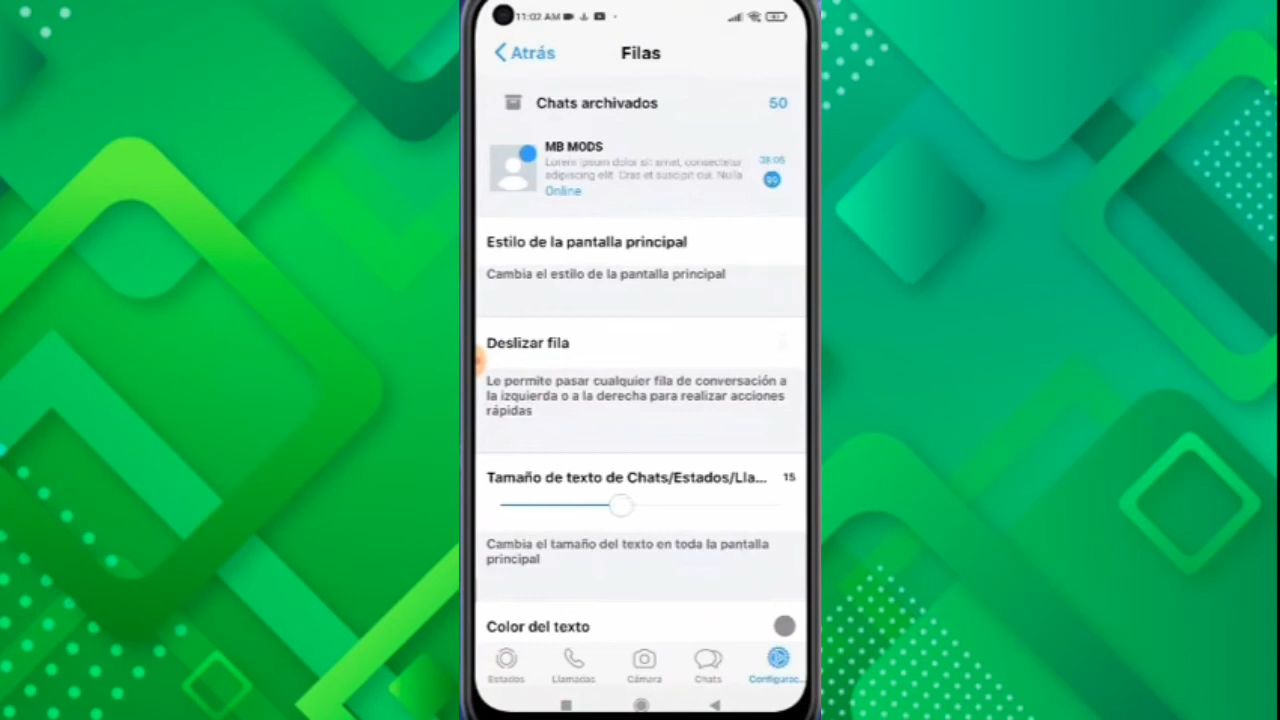 11:02 AM
Atrás
Filas
Chats archivados
50
MB MODS
Lorem ipsum dolor sit amet, consectetur
adipiscing elit. Cras et suscipit dui. Nulla
Online
Estilo de la pantalla principal
Cambia el estilo de la pantalla principal
Deslizar fila
Le permite pasar cualquier fila de conversación a
la izquierda o a la derecha para realizar acciones
rápidas
Tamaño de texto de Chats/Estados/Lla...
15
Cambia el tamaño del texto en toda la pantalla
principal
Color del texto
Estados
Llamadas
Cámara
Chats
Configurac...